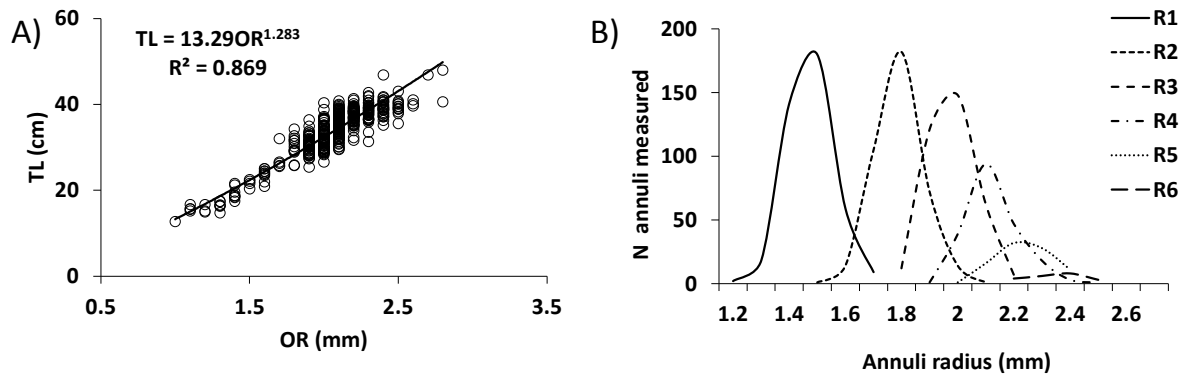 A)
TL = 13.29OR^1.283
R² = 0.869
60
40
20
0
TL (cm)
0.5 1.5 2.5 3.5
OR (mm)
B)
200
150
100
50
0
N annuli measured
1.2 1.4 1.6 1.8 2 2.2 2.4 2.6
Annuli radius (mm)
R1
R2
R3
R4
R5
R6